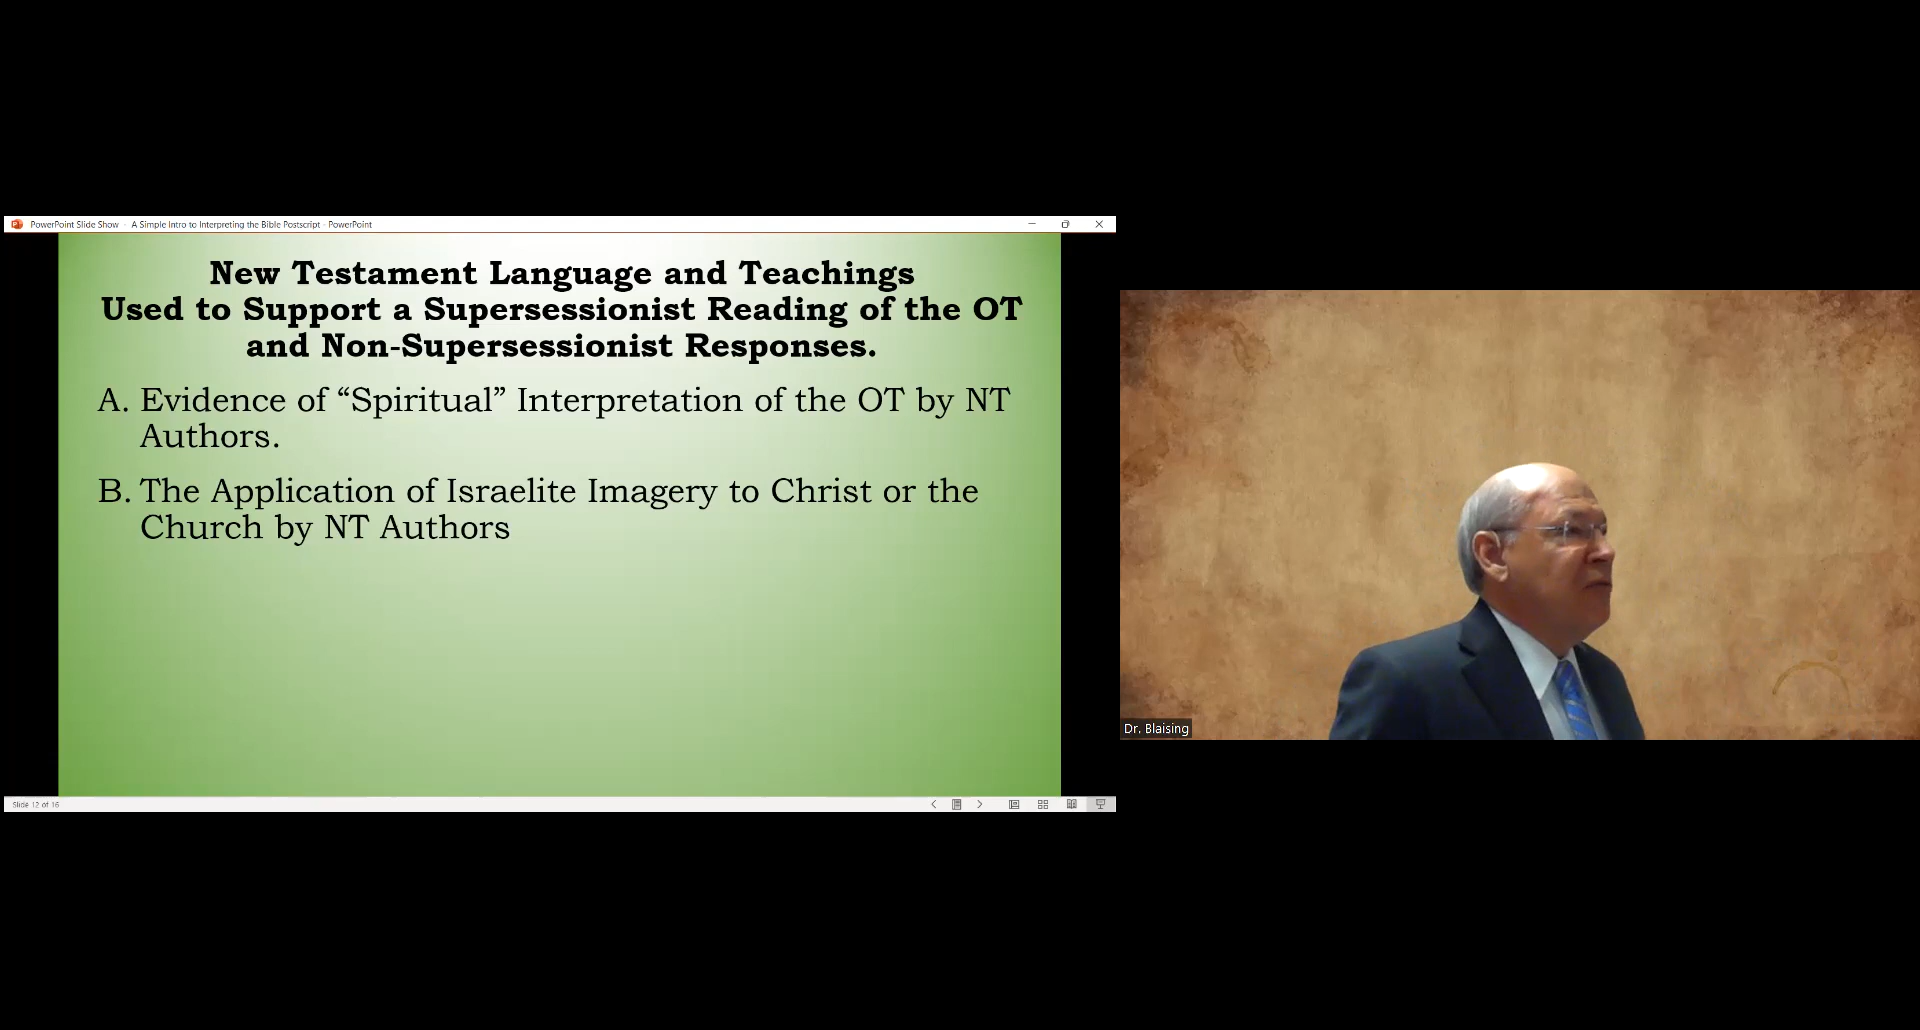 PowerPoint Slide Show - A Simple Intro to Interpreting the Bible Postscript - PowerPoint
New Testament Language and Teachings
Used to Support a Supersessionist Reading of the OT
and Non-Supersessionist Responses.
A. Evidence of “Spiritual” Interpretation of the OT by NT
Authors.
B. The Application of Israelite Imagery to Christ or the
Church by NT Authors
Slide 12 of 16
Dr. Blaising